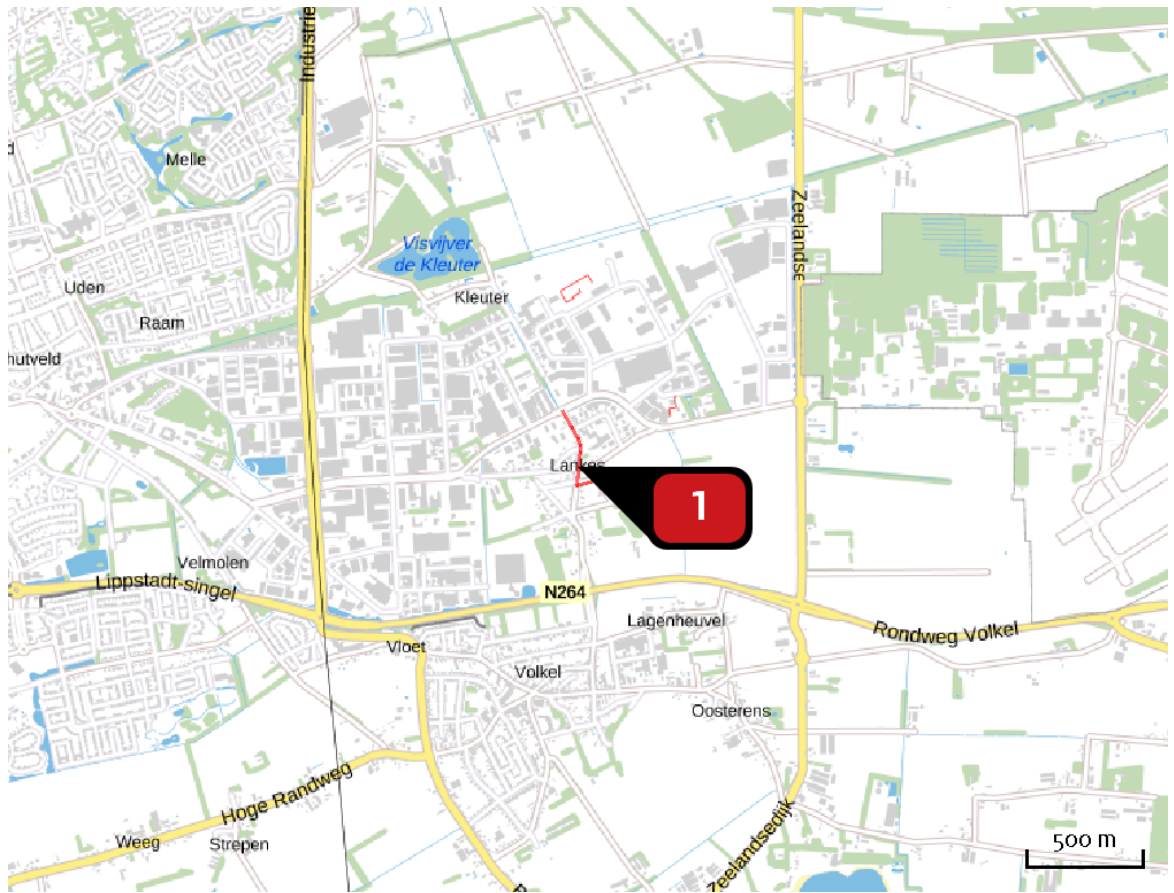 Industrie
Melle
Zeelandse
Visvijver
de Kleuter
Uden
Kleuter
Raam
hutveld
Lankes
1
Velmolen
Lippstadt-singel
N264
Lagenheuvel
Rondweg Volkel
Vloet
Volkel
Oosterens
Hoge Randweg
Weeg
Strepen
Zeelandsedijk
500 m